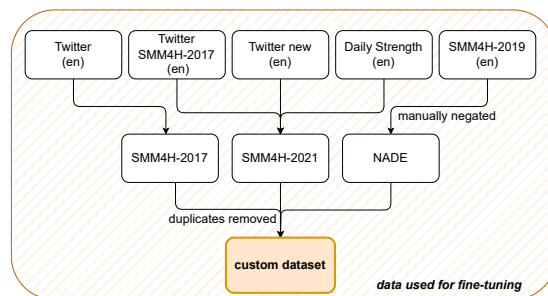 Twitter
(en)
Twitter
SMM4H-2017
(en)
Twitter new
(en)
Daily Strength
(en)
SMM4H-2019
(en)
manually negated
SMM4H-2017
SMM4H-2021
NADE
duplicates removed
custom dataset
data used for fine-tuning